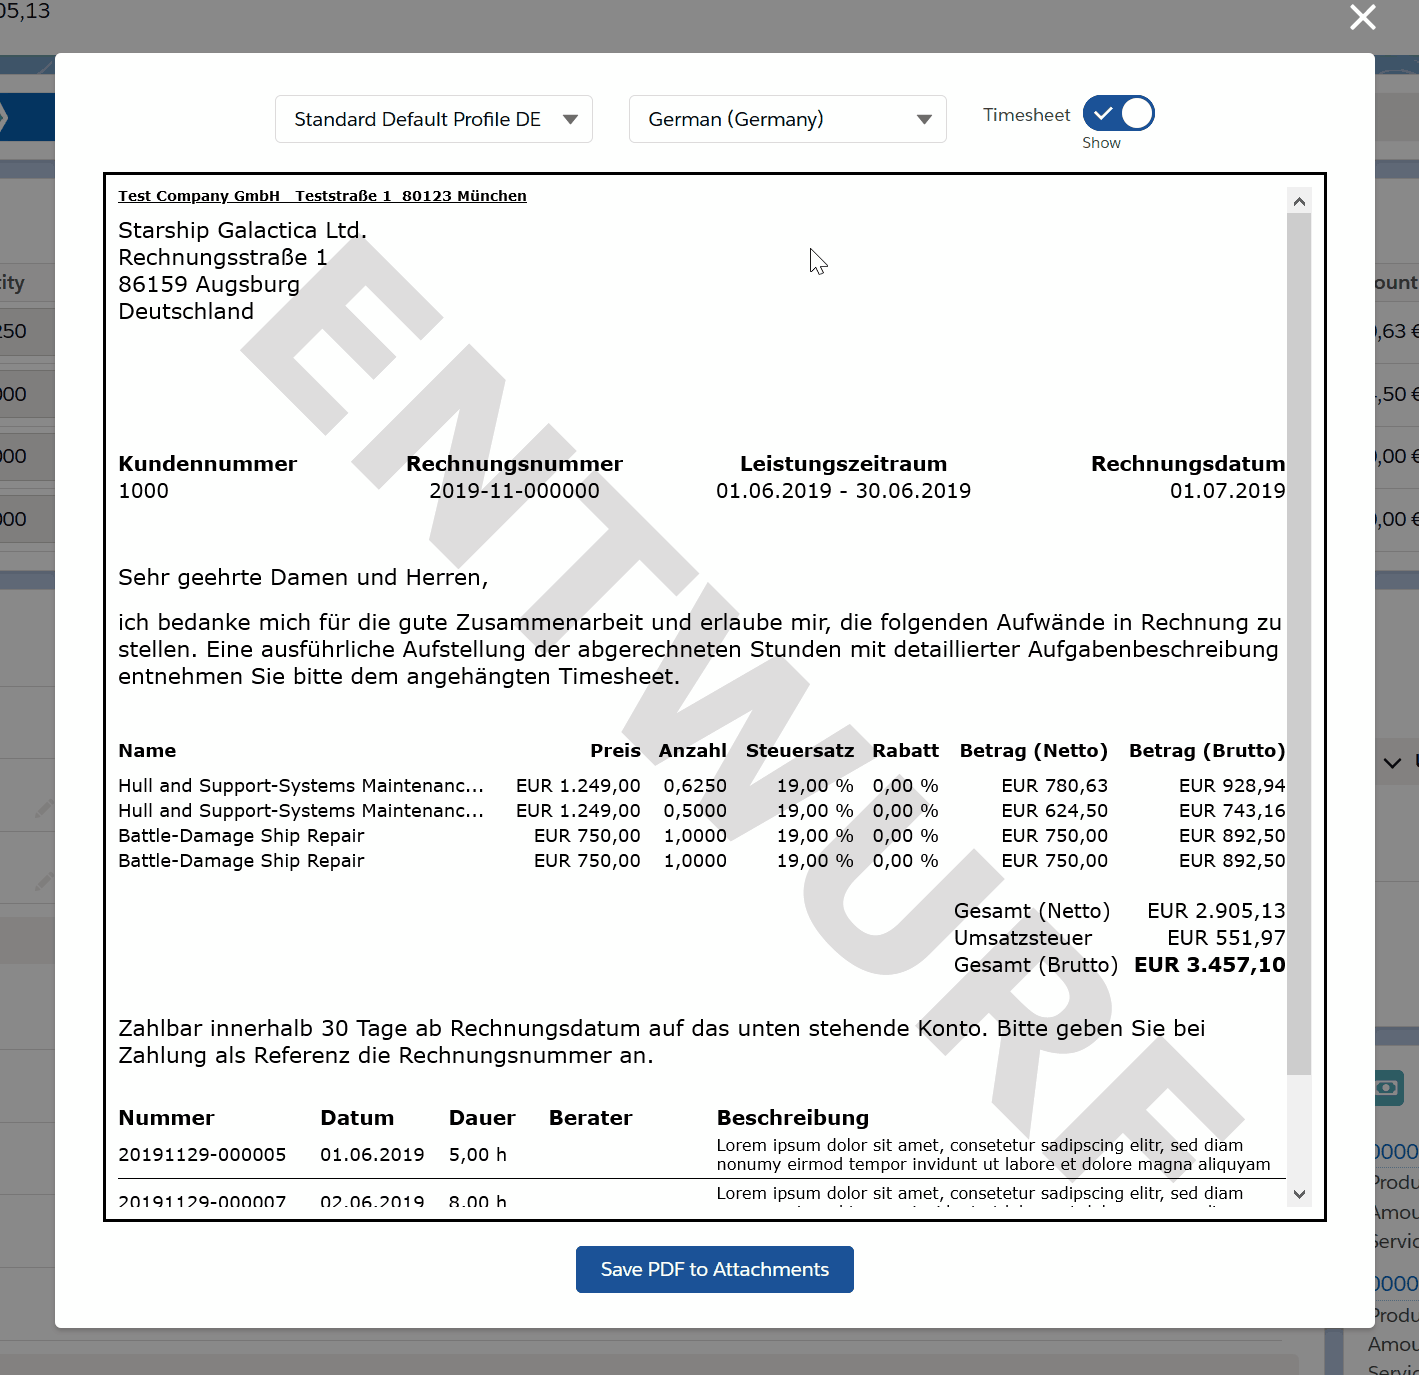 05,13
Standard Default Profile DE
German (Germany)
Timesheet
Show
Test Company GmbH   Teststraße 1  80123 München
Starship Galactica Ltd.
Rechnungsstraße 1
86159 Augsburg
Deutschland
Kundennummer Rechnungsnummer Leistungszeitraum Rechnungsdatum
1000 2019-11-000000 01.06.2019 - 30.06.2019 01.07.2019
Sehr geehrte Damen und Herren,
ich bedanke mich für die gute Zusammenarbeit und erlaube mir, die folgenden Aufwände in Rechnung zu
stellen. Eine ausführliche Aufstellung der abgerechneten Stunden mit detaillierter Aufgabenbeschreibung
entnehmen Sie bitte dem angehängten Timesheet.
Name Preis Anzahl Steuersatz Rabatt Betrag (Netto) Betrag (Brutto)
Hull and Support-Systems Maintenanc... EUR 1.249,00 0,6250 19,00 % 0,00 % EUR 780,63 EUR 928,94
Hull and Support-Systems Maintenanc... EUR 1.249,00 0,5000 19,00 % 0,00 % EUR 624,50 EUR 743,16
Battle-Damage Ship Repair EUR 750,00 1,0000 19,00 % 0,00 % EUR 750,00 EUR 892,50
Battle-Damage Ship Repair EUR 750,00 1,0000 19,00 % 0,00 % EUR 750,00 EUR 892,50
Gesamt (Netto) EUR 2.905,13
Umsatzsteuer EUR 551,97
Gesamt (Brutto) EUR 3.457,10
Zahlbar innerhalb 30 Tage ab Rechnungsdatum auf das unten stehende Konto. Bitte geben Sie bei
Zahlung als Referenz die Rechnungsnummer an.
Nummer Datum Dauer Berater Beschreibung
20191129-000005 01.06.2019 5,00 h Lorem ipsum dolor sit amet, consetetur sadipscing elitr, sed diam
nonumy eirmod tempor invidunt ut labore et dolore magna aliquyam
20191129-000007 02.06.2019 8,00 h Lorem ipsum dolor sit amet, consetetur sadipscing elitr, sed diam
ENTWURF
Save PDF to Attachments